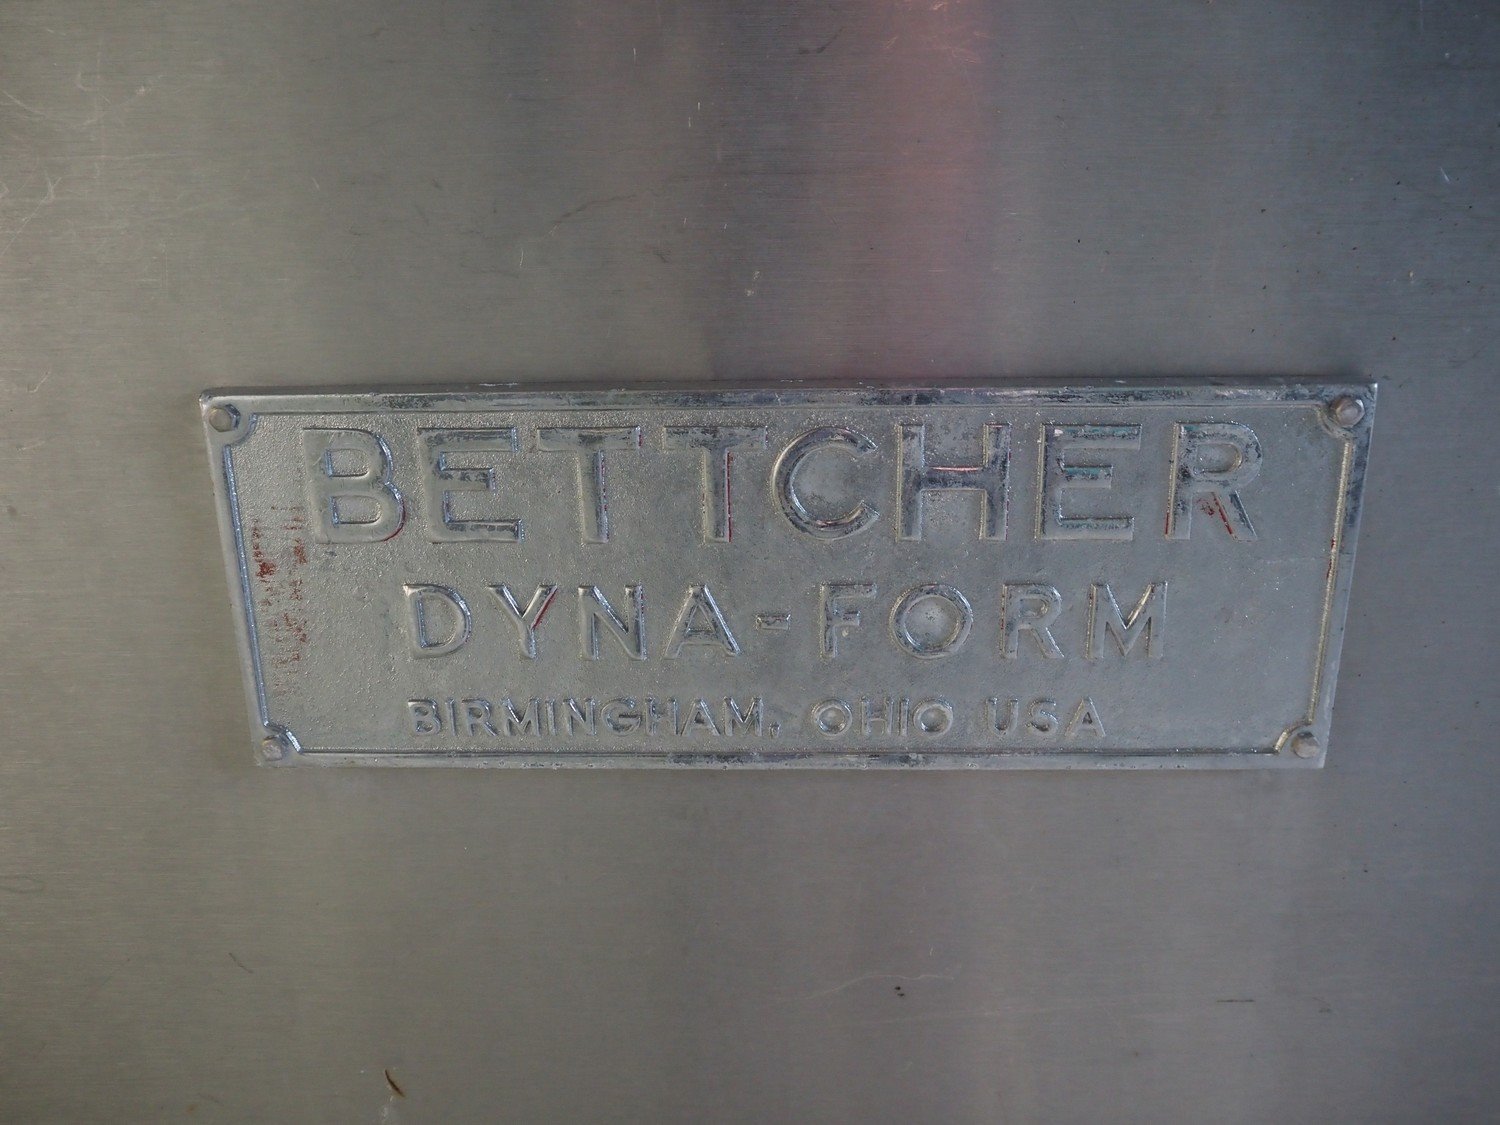 BETTCHER
DYNA-FORM
BIRMINGHAM, OHIO USA